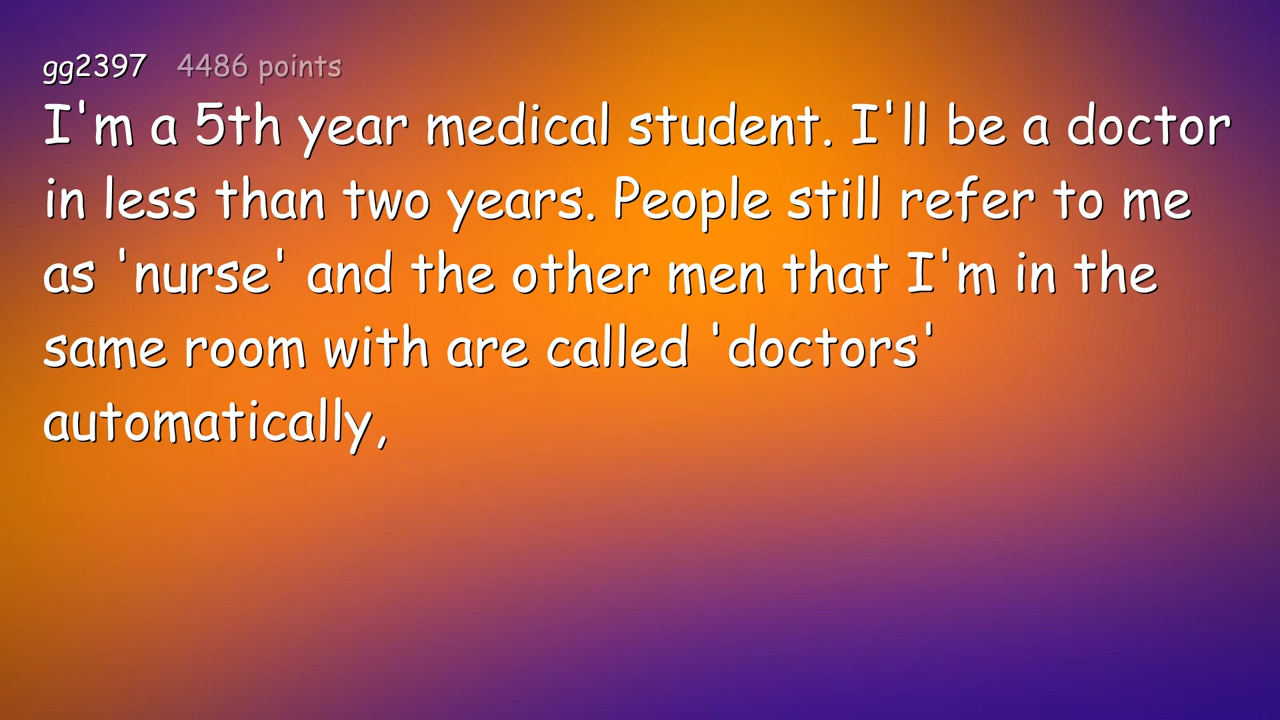 gg2397 4486 points
I'm a 5th year medical student. I'll be a doctor
in less than two years. People still refer to me
as 'nurse' and the other men that I'm in the
same room with are called 'doctors'
automatically,